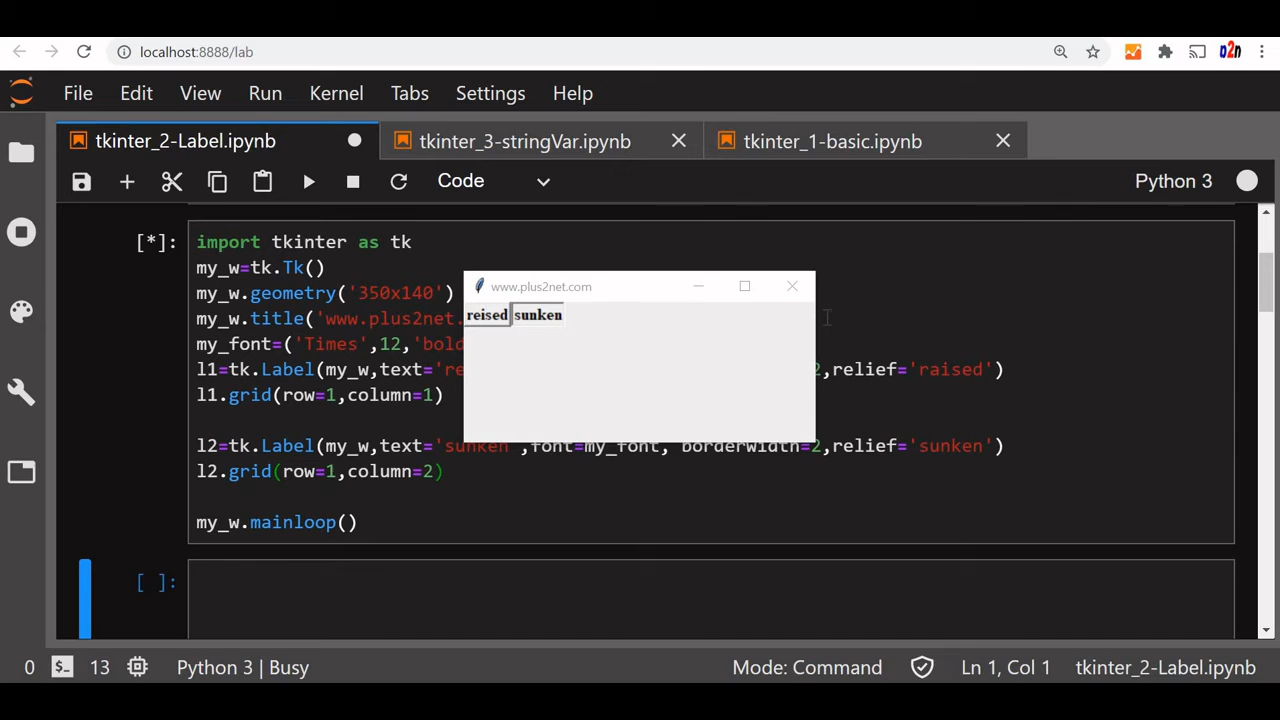 localhost:8888/lab
File Edit View Run Kernel Tabs Settings Help
tkinter_2-Label.ipynb tkinter_3-stringVar.ipynb tkinter_1-basic.ipynb
Code Python 3
[*]: import tkinter as tk
my_w=tk.Tk()
my_w.geometry('350x140')
my_w.title('www.plus2net.
my_font=('Times',12,'bold
l1=tk.Label(my_w,text='re 2,relief='raised')
l1.grid(row=1,column=1)
l2=tk.Label(my_w,text='sunken',font=my_font, borderwidth=2,relief='sunken')
l2.grid(row=1,column=2)
my_w.mainloop()
www.plus2net.com
reised sunken
[ ]:
0 $_ 13 Python 3 | Busy Mode: Command Ln 1, Col 1 tkinter_2-Label.ipynb